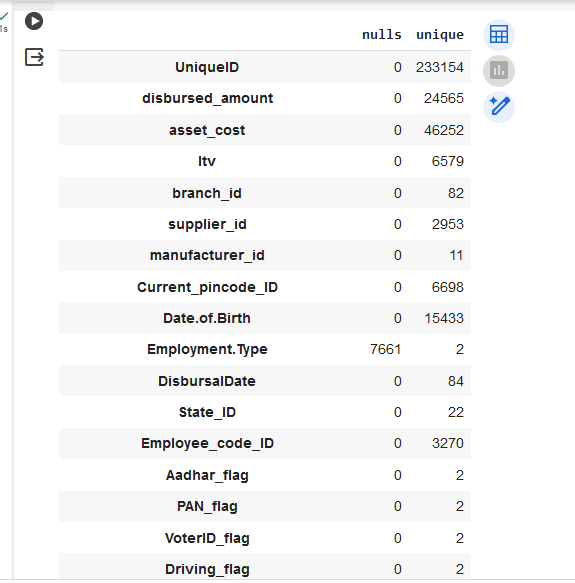 1s
nulls unique
UniqueID 0 233154
disbursed_amount 0 24565
asset_cost 0 46252
ltv 0 6579
branch_id 0 82
supplier_id 0 2953
manufacturer_id 0 11
Current_pincode_ID 0 6698
Date.of.Birth 0 15433
Employment.Type 7661 2
DisbursalDate 0 84
State_ID 0 22
Employee_code_ID 0 3270
Aadhar_flag 0 2
PAN_flag 0 2
VoterID_flag 0 2
Driving_flag 0 2